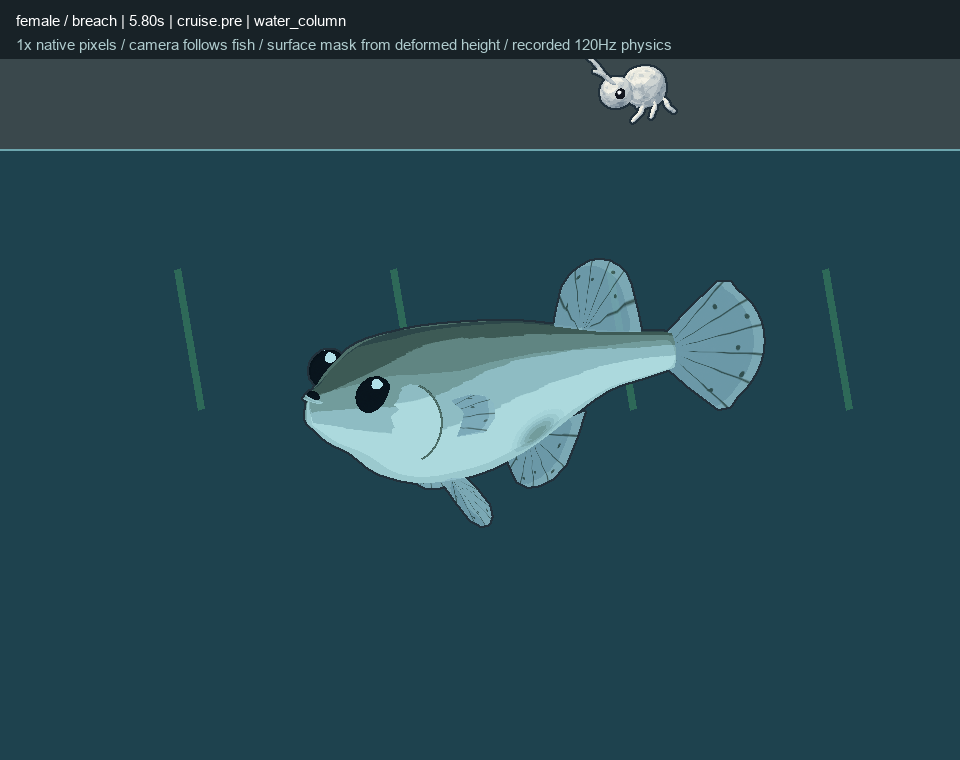 female / breach | 5.80s | cruise.pre | water_column
1x native pixels / camera follows fish / surface mask from deformed height / recorded 120Hz physics